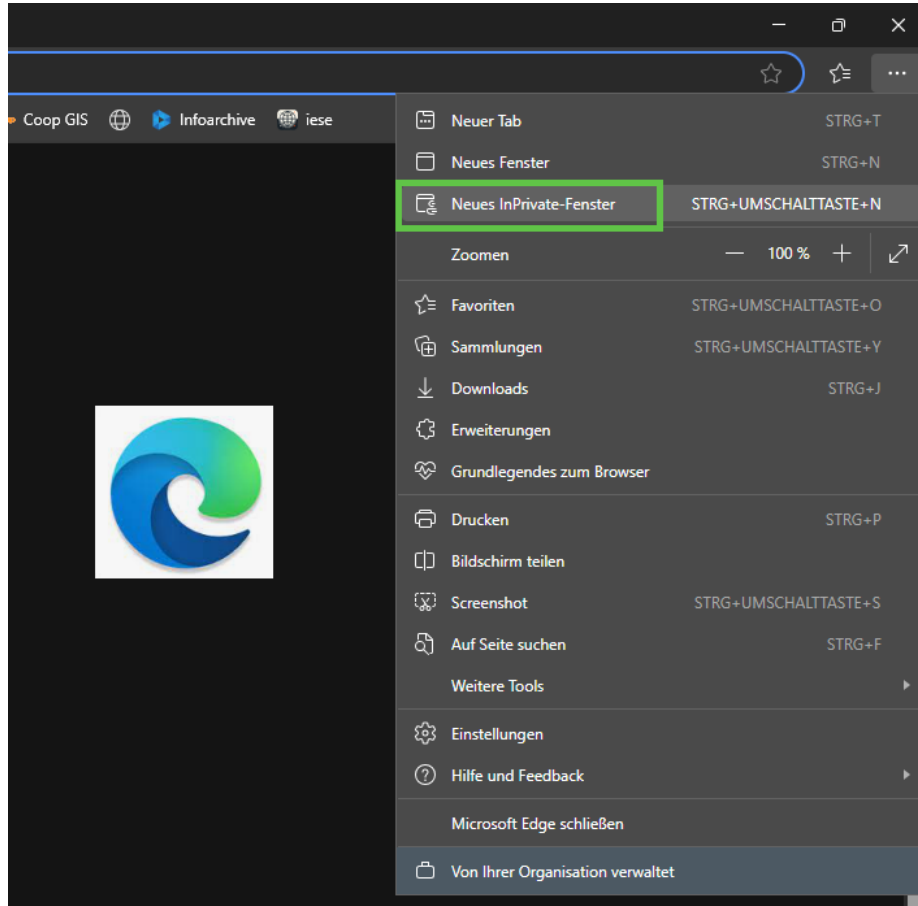 Coop GIS Infoarchive iese
Neuer Tab STRG+T
Neues Fenster STRG+N
Neues InPrivate-Fenster STRG+UMSCHALTTASTE+N
Zoomen 100 %
Favoriten STRG+UMSCHALTTASTE+O
Sammlungen STRG+UMSCHALTTASTE+Y
Downloads STRG+J
Erweiterungen
Grundlegendes zum Browser
Drucken STRG+P
Bildschirm teilen
Screenshot STRG+UMSCHALTTASTE+S
Auf Seite suchen STRG+F
Weitere Tools
Einstellungen
Hilfe und Feedback
Microsoft Edge schließen
Von Ihrer Organisation verwaltet